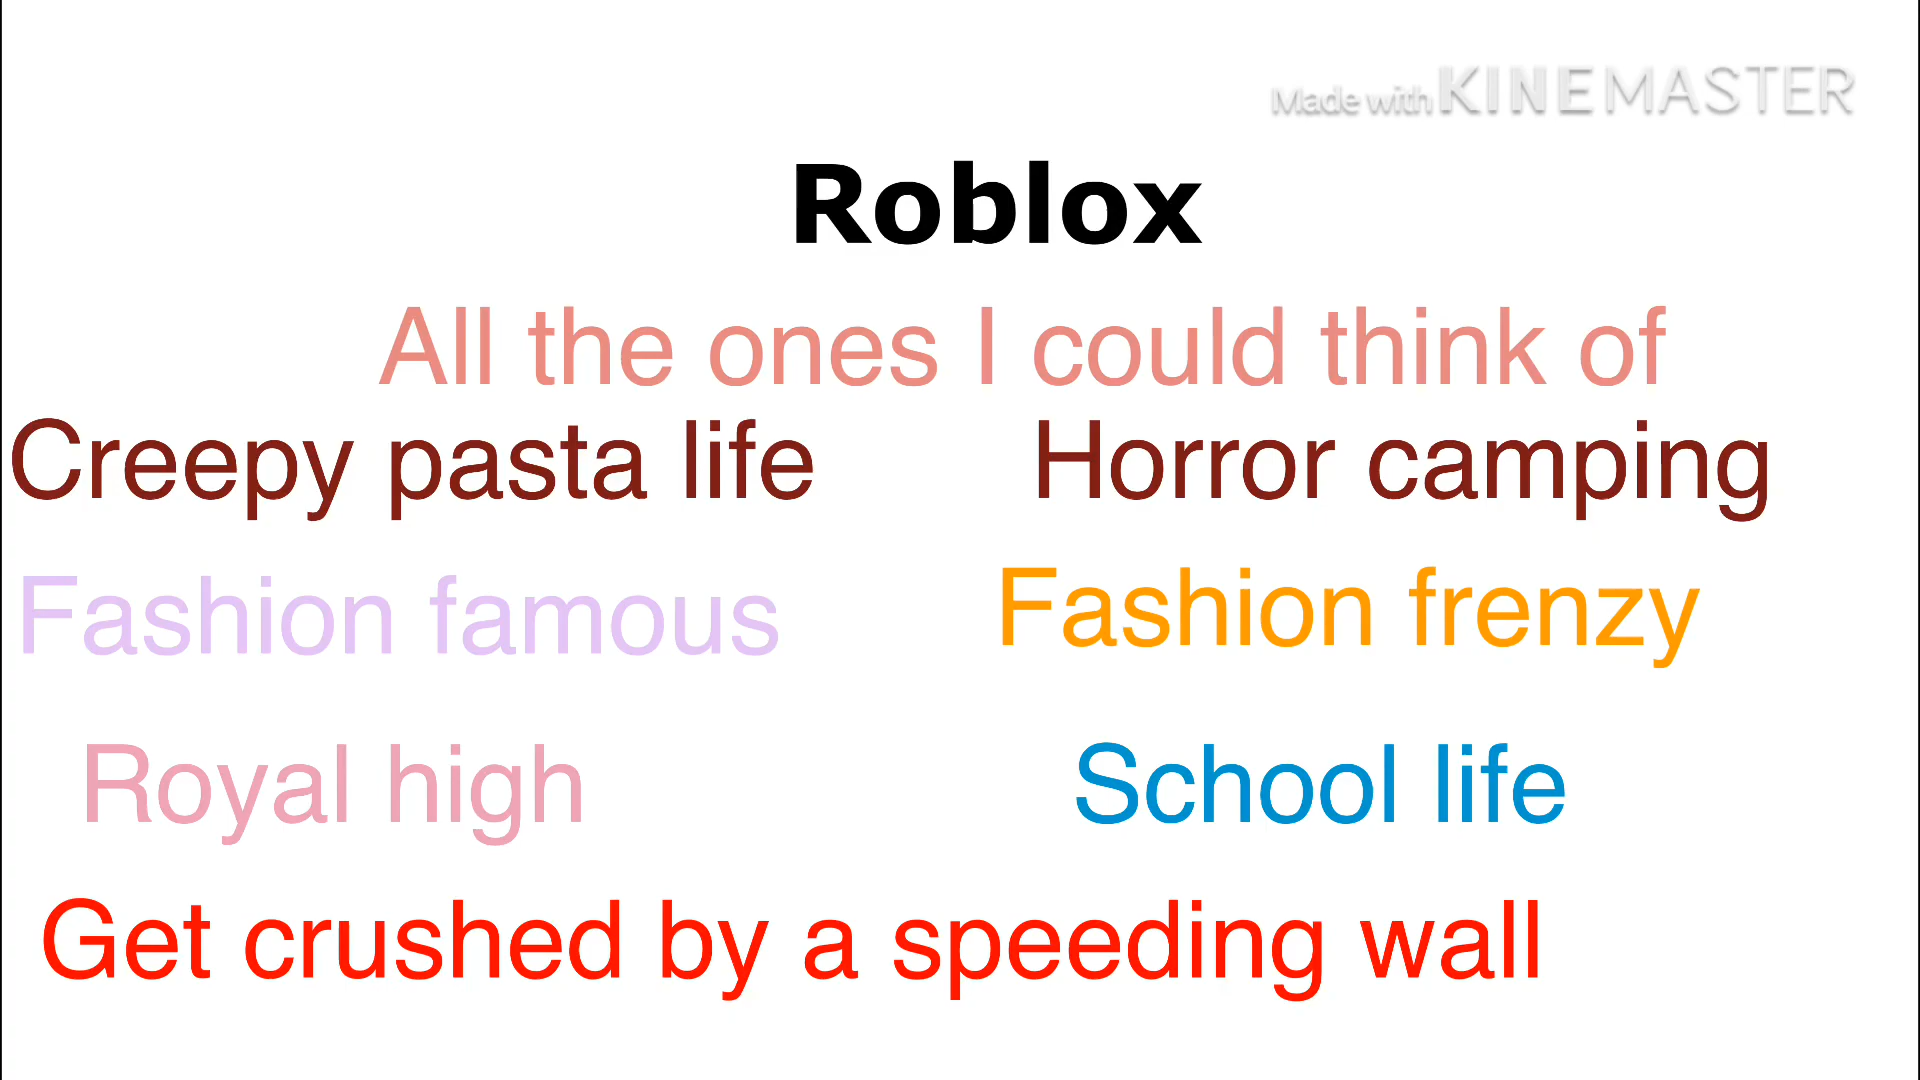 Made with KINEMASTER
Roblox
All the ones I could think of
Creepy pasta life
Horror camping
Fashion famous
Fashion frenzy
Royal high
School life
Get crushed by a speeding wall